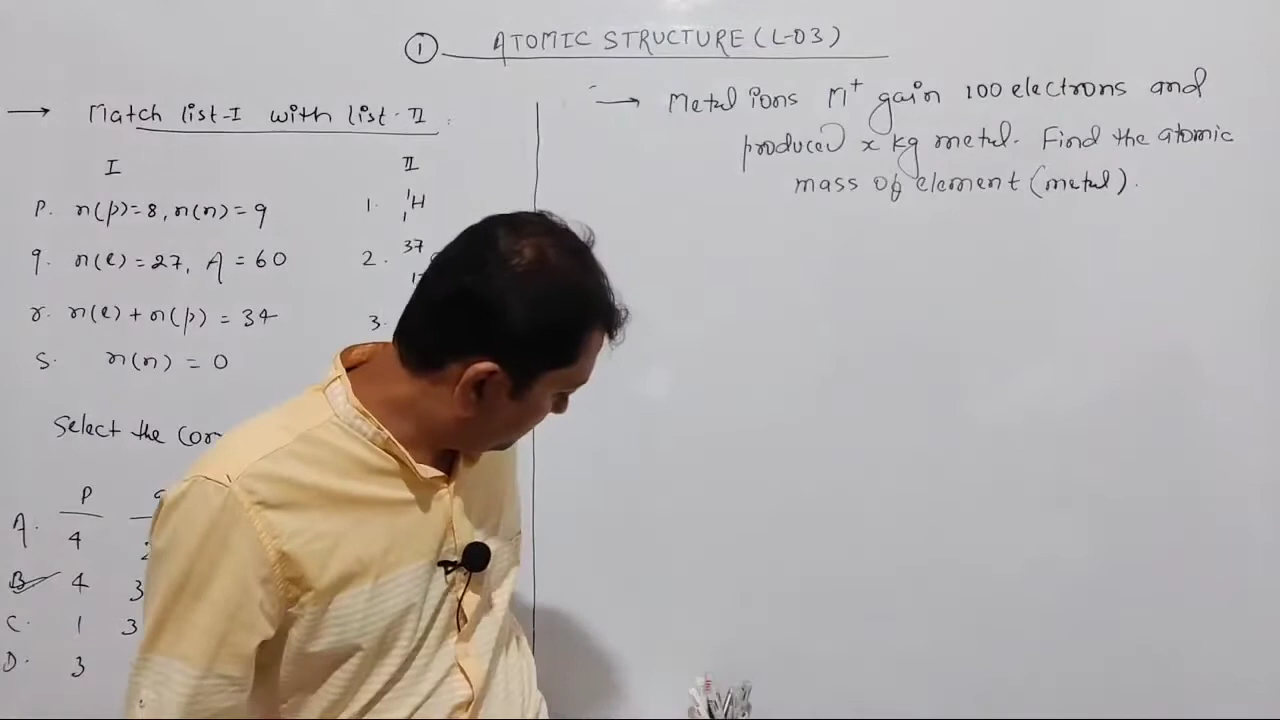 ① ATOMIC STRUCTURE (L-03)
→ Match list-I with list-II
I II
p. n(p)=8, n(n)=9 1. ¹₁H
q. n(e)=27, A=60 2. 37
r. n(e)+n(p)=34 3.
s. n(n)=0
Select the
P
A. 4
B. 4 3
C. 1 3
D. 3
→ Metal ions M⁺ gain 100 electrons and
produced x kg metal. Find the atomic
mass of element (metal).